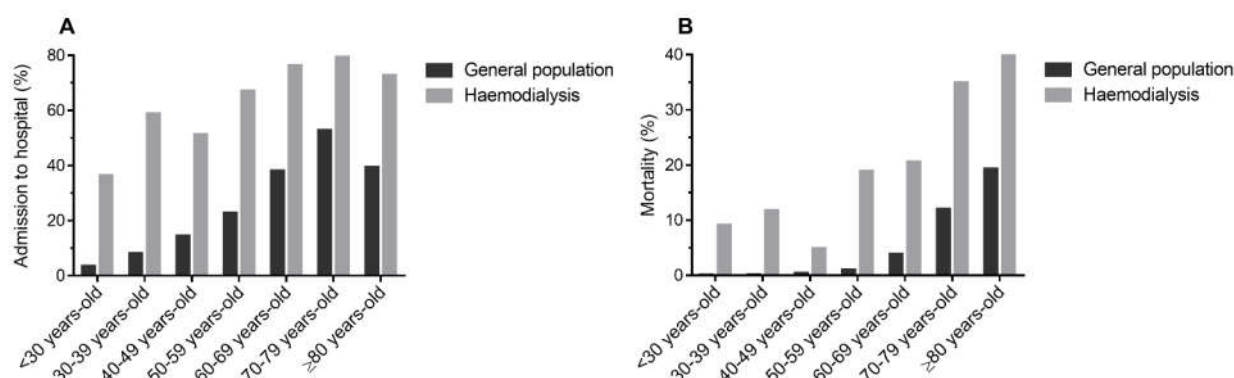 A
Admission to hospital (%)
80
60
40
20
0
<30 years-old
30-39 years-old
40-49 years-old
50-59 years-old
60-69 years-old
70-79 years-old
≥80 years-old
General population
Haemodialysis
B
Mortality (%)
40
30
20
10
0
<30 years-old
30-39 years-old
40-49 years-old
50-59 years-old
60-69 years-old
70-79 years-old
≥80 years-old
General population
Haemodialysis